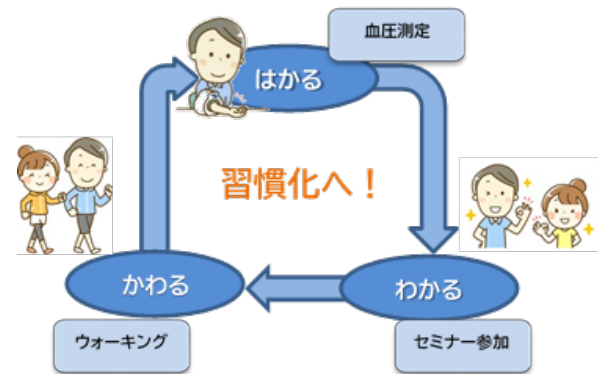 血圧測定
はかる
習慣化へ！
かわる
わかる
ウォーキング
セミナー参加